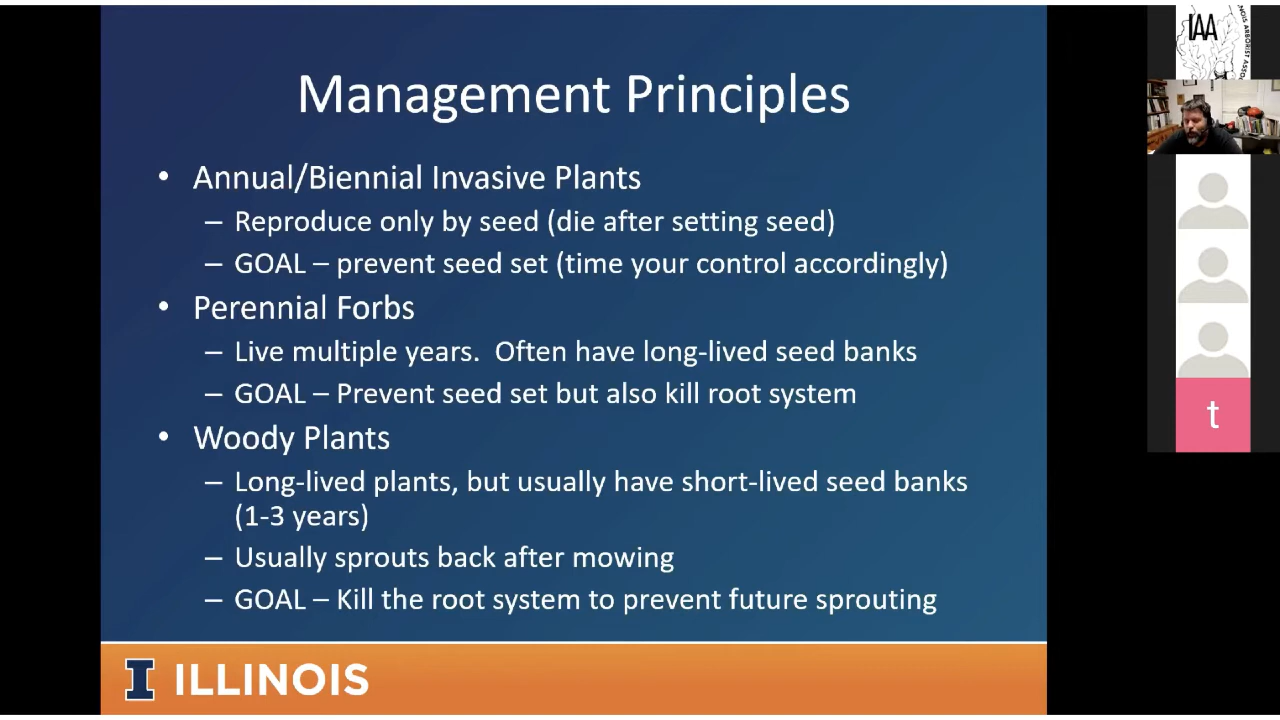 Management Principles
• Annual/Biennial Invasive Plants
– Reproduce only by seed (die after setting seed)
– GOAL – prevent seed set (time your control accordingly)
• Perennial Forbs
– Live multiple years.  Often have long-lived seed banks
– GOAL – Prevent seed set but also kill root system
• Woody Plants
– Long-lived plants, but usually have short-lived seed banks
(1-3 years)
– Usually sprouts back after mowing
– GOAL – Kill the root system to prevent future sprouting
I ILLINOIS
IAA
t